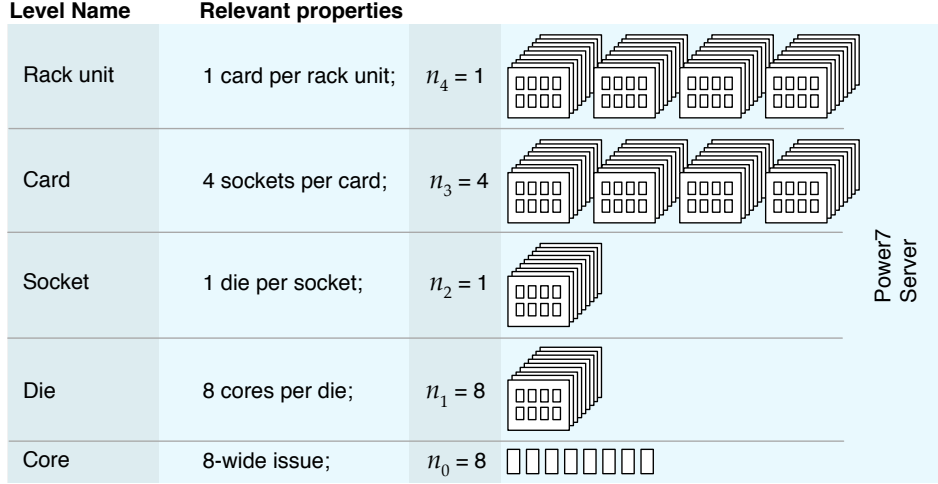 Level Name Relevant properties
Rack unit 1 card per rack unit; n4 = 1
Card 4 sockets per card; n3 = 4
Socket 1 die per socket; n2 = 1
Die 8 cores per die; n1 = 8
Core 8-wide issue; n0 = 8
Power7
Server